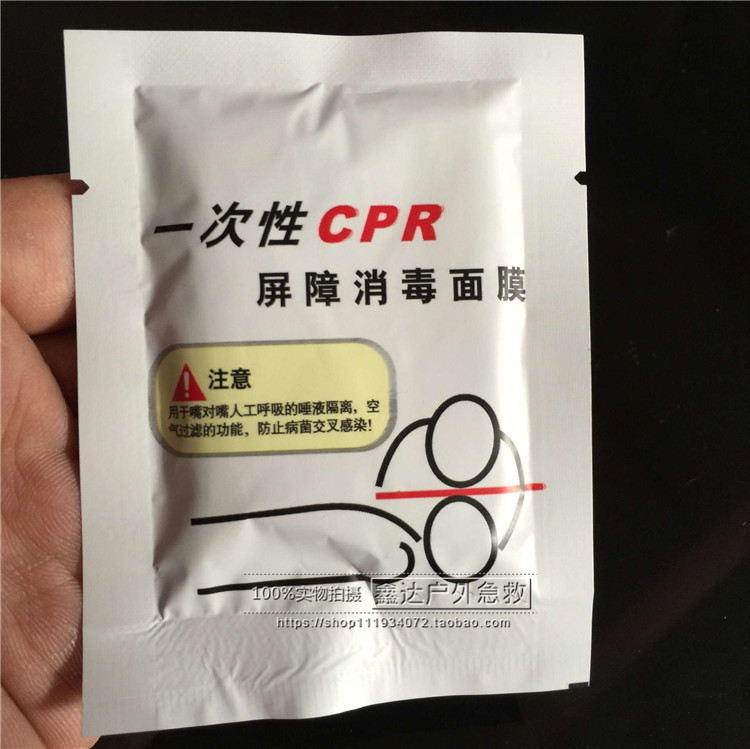 一次性CPR
屏障消毒面膜
注意
用于嘴对嘴人工呼吸的唾液隔离，空
气过滤的功能，防止病菌交叉感染！
100%实物拍摄 鑫达户外急救
https://shop111934072.taobao.com